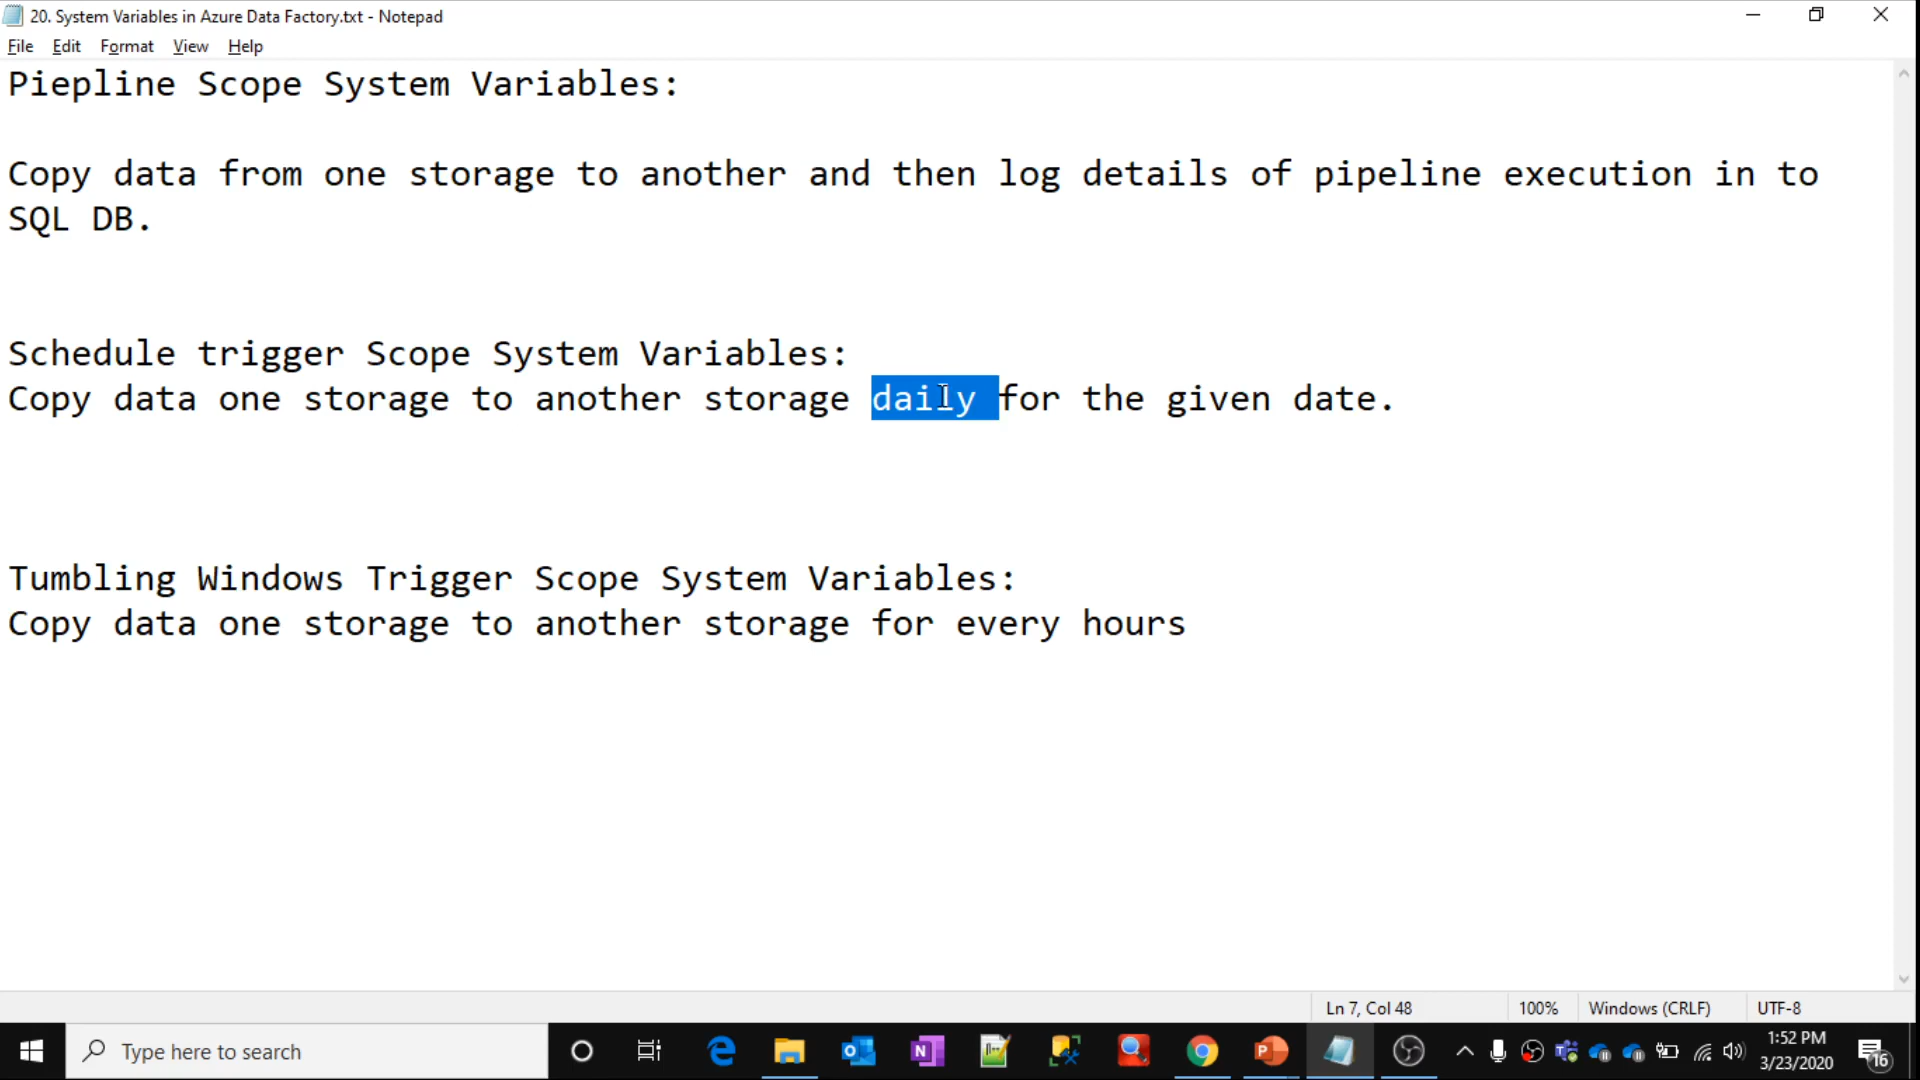 20. System Variables in Azure Data Factory.txt - Notepad
File Edit Format View Help
Piepline Scope System Variables:
Copy data from one storage to another and then log details of pipeline execution in to
SQL DB.
Schedule trigger Scope System Variables:
Copy data one storage to another storage daily for the given date.
Tumbling Windows Trigger Scope System Variables:
Copy data one storage to another storage for every hours
Ln 7, Col 48 100% Windows (CRLF) UTF-8
Type here to search
1:52 PM
3/23/2020
16